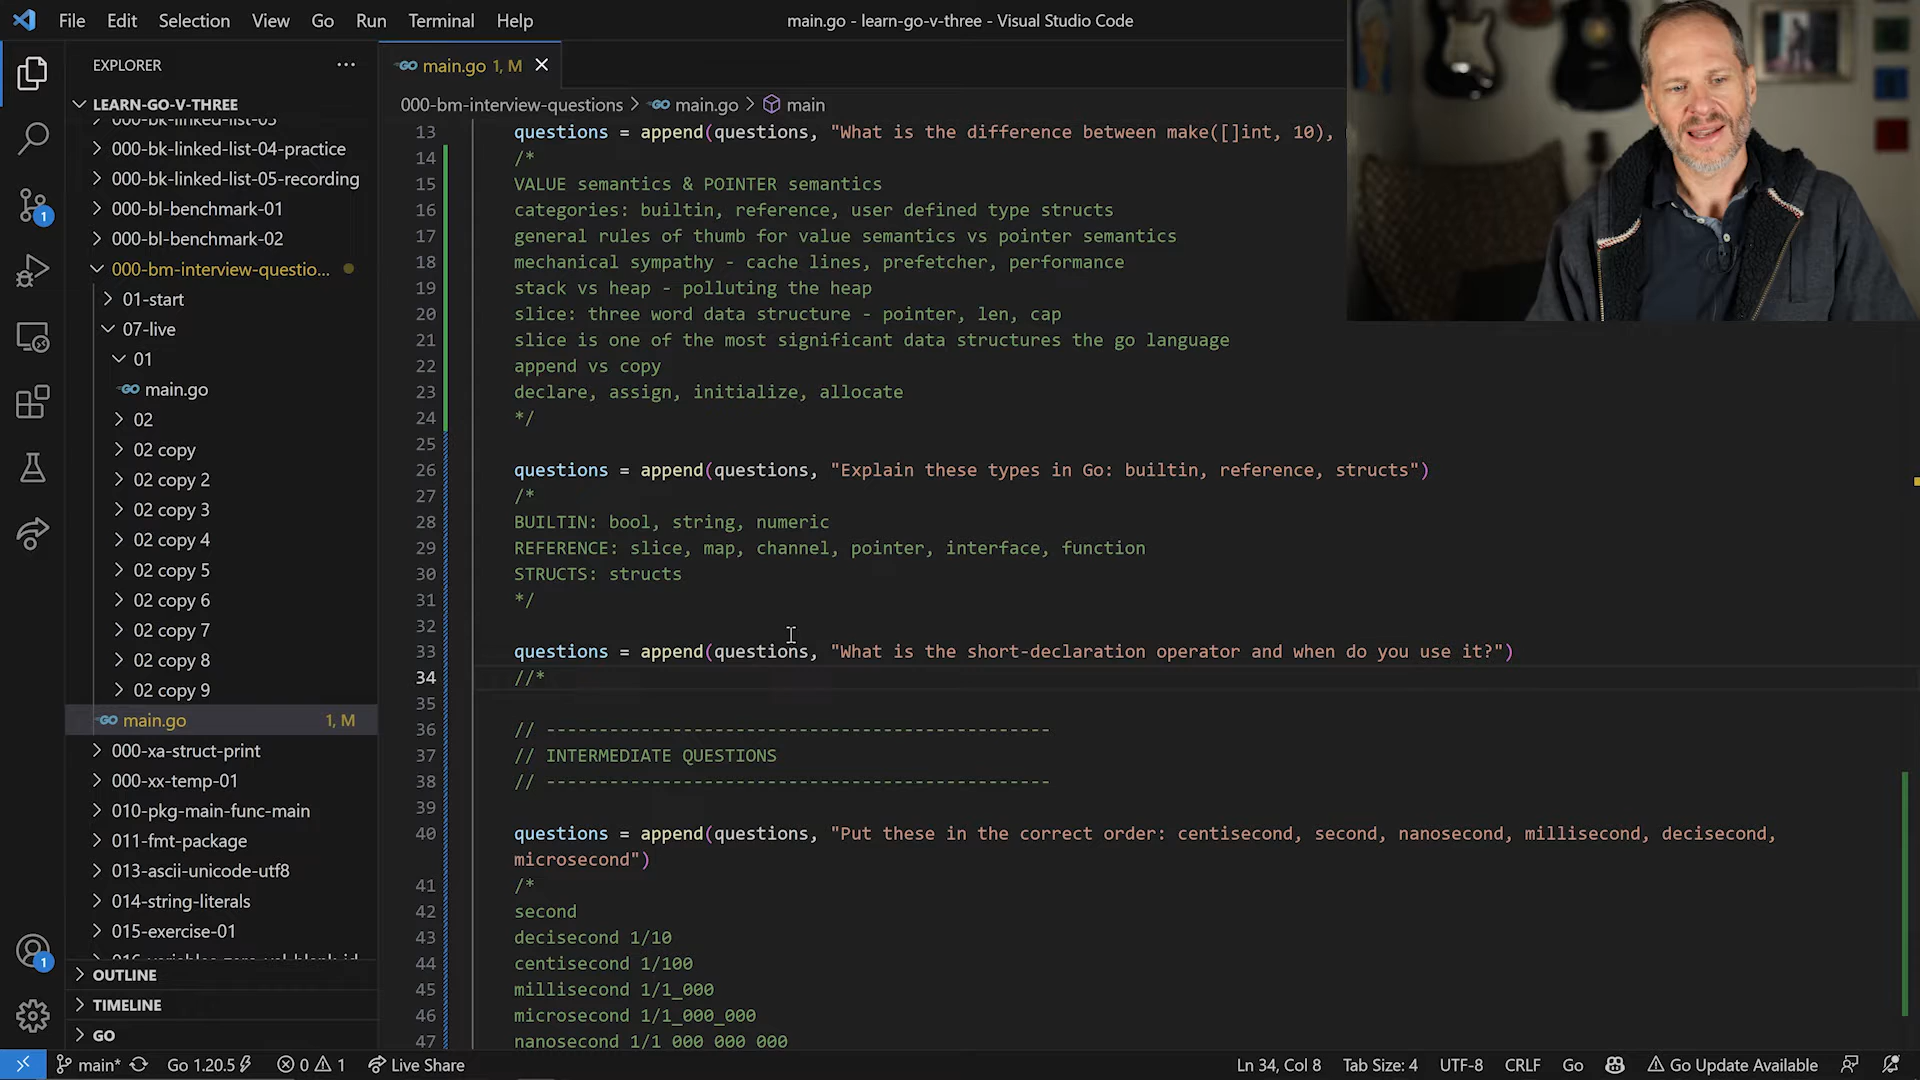 File Edit Selection View Go Run Terminal Help
main.go - learn-go-v-three - Visual Studio Code
EXPLORER
LEARN-GO-V-THREE
000-bk-linked-list-03
000-bk-linked-list-04-practice
000-bk-linked-list-05-recording
000-bl-benchmark-01
000-bl-benchmark-02
000-bm-interview-questio...
01-start
07-live
01
main.go
02
02 copy
02 copy 2
02 copy 3
02 copy 4
02 copy 5
02 copy 6
02 copy 7
02 copy 8
02 copy 9
main.go 1, M
000-xa-struct-print
000-xx-temp-01
010-pkg-main-func-main
011-fmt-package
013-ascii-unicode-utf8
014-string-literals
015-exercise-01
OUTLINE
TIMELINE
GO
main.go 1, M
000-bm-interview-questions > main.go > main
13 questions = append(questions, "What is the difference between make([]int, 10),
14 /*
15 VALUE semantics & POINTER semantics
16 categories: builtin, reference, user defined type structs
17 general rules of thumb for value semantics vs pointer semantics
18 mechanical sympathy - cache lines, prefetcher, performance
19 stack vs heap - polluting the heap
20 slice: three word data structure - pointer, len, cap
21 slice is one of the most significant data structures the go language
22 append vs copy
23 declare, assign, initialize, allocate
24 */
25
26 questions = append(questions, "Explain these types in Go: builtin, reference, structs")
27 /*
28 BUILTIN: bool, string, numeric
29 REFERENCE: slice, map, channel, pointer, interface, function
30 STRUCTS: structs
31 */
32
33 questions = append(questions, "What is the short-declaration operator and when do you use it?")
34 //*
35
36 // ------------------------------------------------
37 // INTERMEDIATE QUESTIONS
38 // ------------------------------------------------
39
40 questions = append(questions, "Put these in the correct order: centisecond, second, nanosecond, millisecond, decisecond,
microsecond")
41 /*
42 second
43 decisecond 1/10
44 centisecond 1/100
45 millisecond 1/1_000
46 microsecond 1/1_000_000
47 nanosecond 1/1_000_000_000
1
1
main* Go 1.20.5 0 1 Live Share
Ln 34, Col 8 Tab Size: 4 UTF-8 CRLF Go Go Update Available